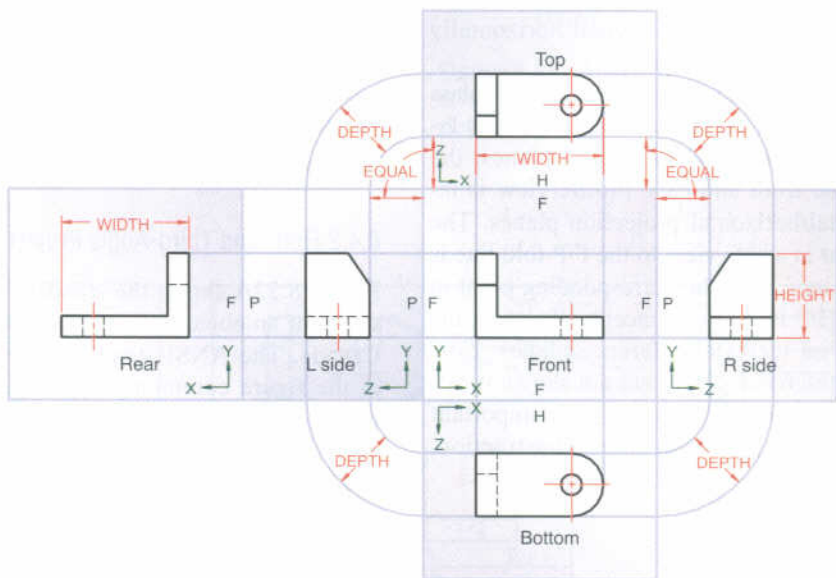 Top
DEPTH
DEPTH
Z
WIDTH
EQUAL
X
EQUAL
H
F
WIDTH
F P
P F
F P
HEIGHT
Rear
L side
Front
R side
Y
X
Y
Z
Y
X
Y
Z
F
H
X
Z
DEPTH
DEPTH
Bottom